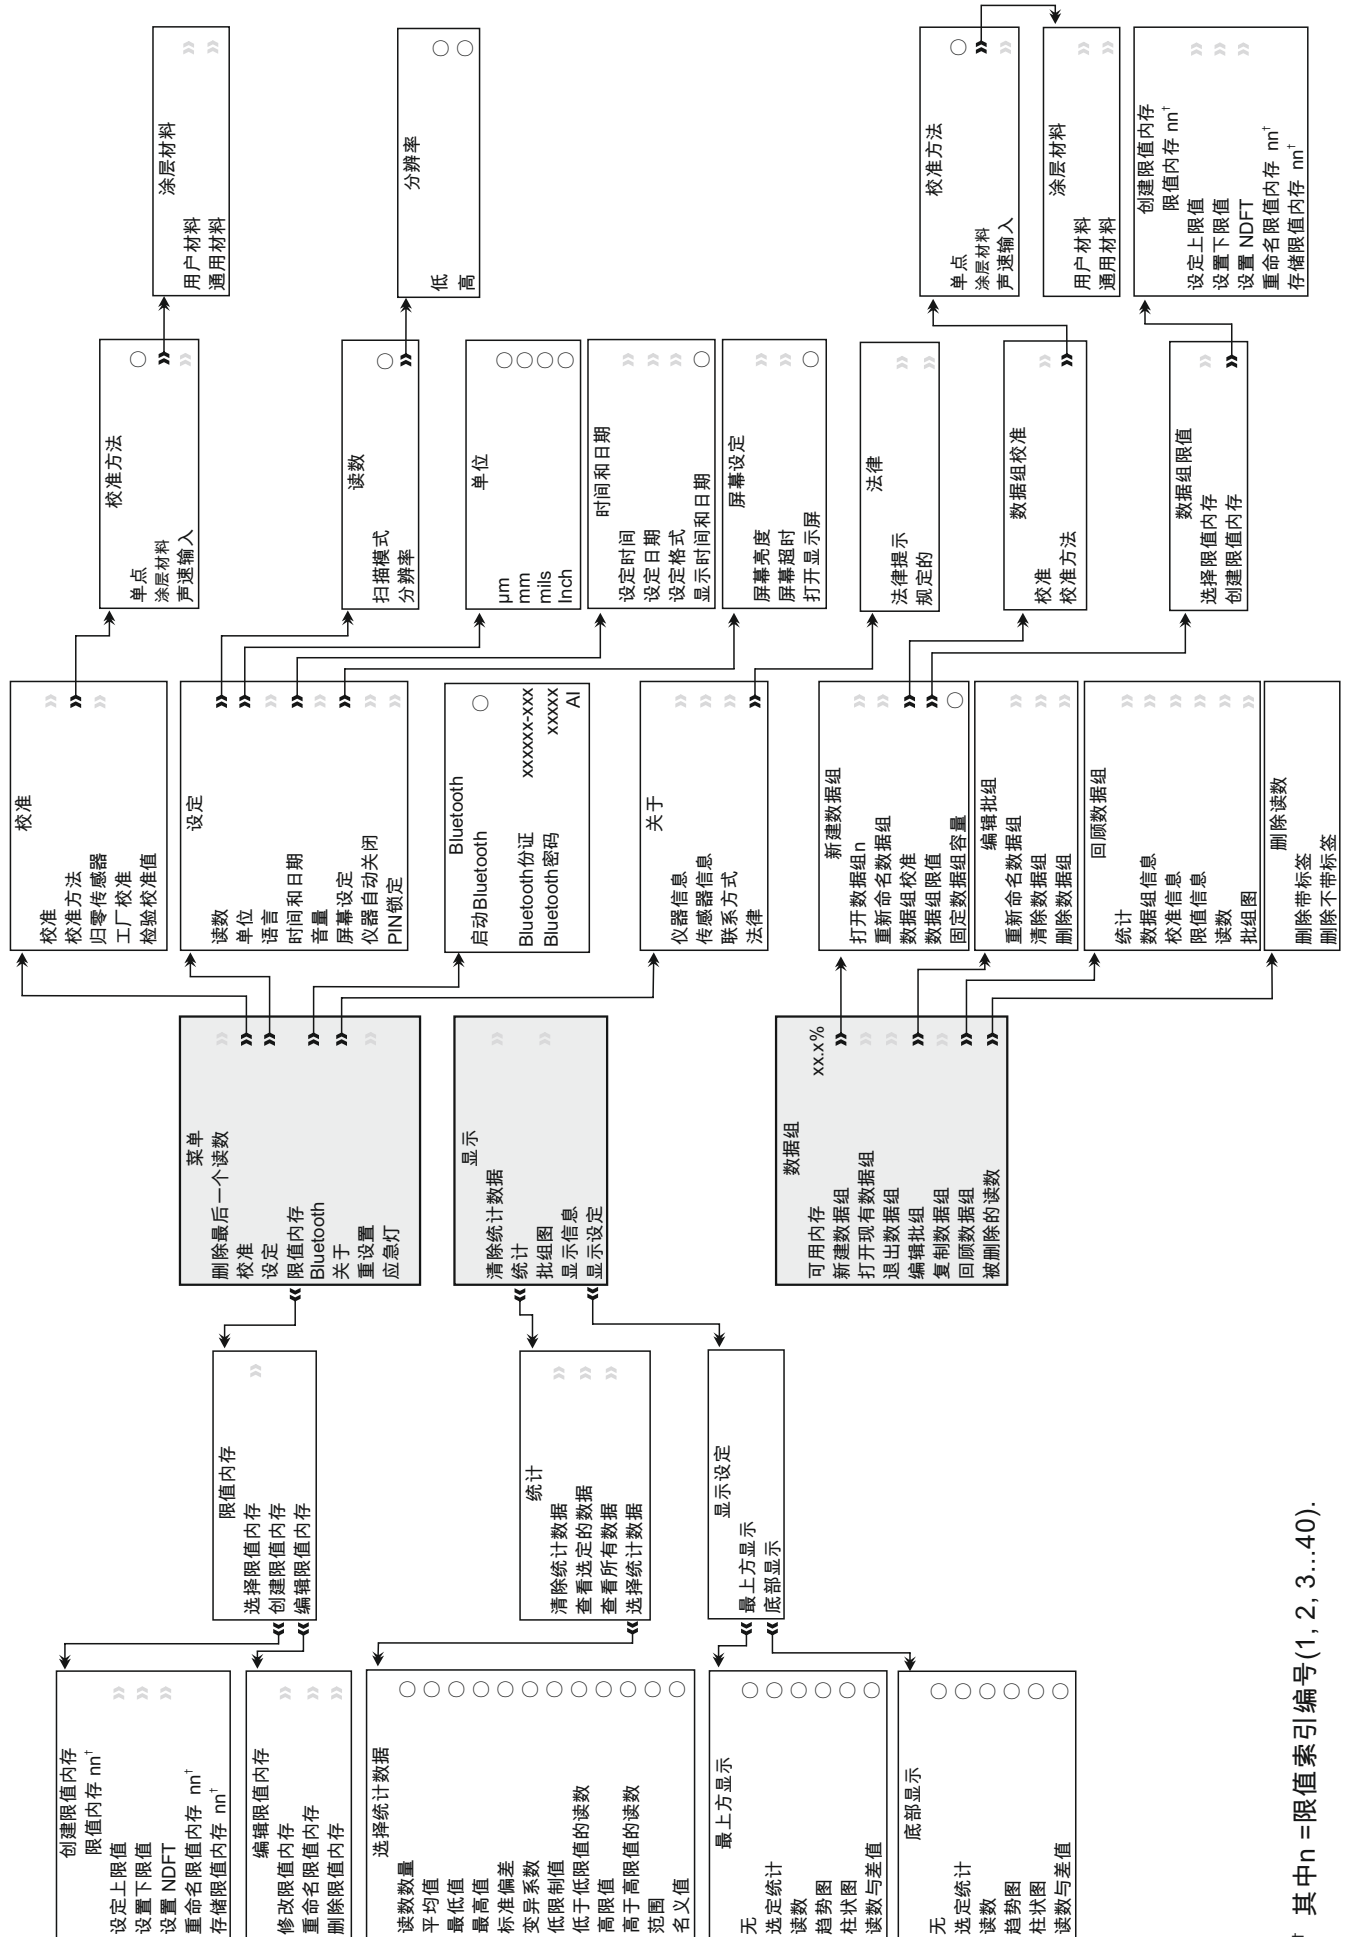 涂层材料
用户材料
通用材料
分辨率
低
高
校准方法
单点
涂层材料
声速输入
涂层材料
用户材料
通用材料
创建限值内存
限值内存 nn†
设定上限值
设置下限值
设置 NDFT
重命名限值内存 nn†
存储限值内存 nn†
校准方法
单点
涂层材料
声速输入
读数
扫描模式
分辨率
单位
µm
mm
mils
Inch
时间和日期
设定时间
设定日期
设定格式
显示时间和日期
屏幕设定
屏幕亮度
屏幕超时
打开显示屏
法律
法律提示
规定的
数据组校准
校准
校准方法
数据组限值
选择限值内存
创建限值内存
校准
校准
校准方法
归零传感器
工厂校准
检验校准值
设定
读数
单位
语言
时间和日期
音量
屏幕设定
仪器自动关闭
PIN锁定
Bluetooth
启动Bluetooth
Bluetooth份证 xxxxxx-xxx
Bluetooth密码 xxxxx
AI
关于
仪器信息
传感器信息
联系方式
法律
新建数据组
打开数据组n
重新命名数据组
数据组校准
数据组限值
固定数据组容量
编辑批组
重新命名数据组
清除数据组
删除数据组
回顾数据组
统计
数据组信息
校准信息
限值信息
读数
批组图
删除读数
删除带标签
删除不带标签
菜单
删除最后一个读数
校准
设定
限值内存
Bluetooth
关于
重设置
应急灯
显示
清除统计数据
统计
批组图
显示信息
显示设定
数据组
可用内存 xx.x%
新建数据组
打开现有数据组
退出数据组
编辑批组
复制数据组
回顾数据组
被删除的读数
限值内存
选择限值内存
创建限值内存
编辑限值内存
统计
清除统计数据
查看选定的数据
查看所有数据
选择统计数据
显示设定
最上方显示
底部显示
创建限值内存
限值内存 nn†
设定上限值
设置下限值
设置 NDFT
重命名限值内存 nn†
存储限值内存 nn†
编辑限值内存
修改限值内存
重命名限值内存
删除限值内存
选择统计数据
读数数量
平均值
最低值
最高值
标准偏差
变异系数
低限制值
低于低限值的读数
高限值
高于高限值的读数
范围
名义值
最上方显示
无
选定统计
读数
趋势图
柱状图
读数与差值
底部显示
无
选定统计
读数
趋势图
柱状图
读数与差值
† 其中n =限值索引编号(1, 2, 3...40).